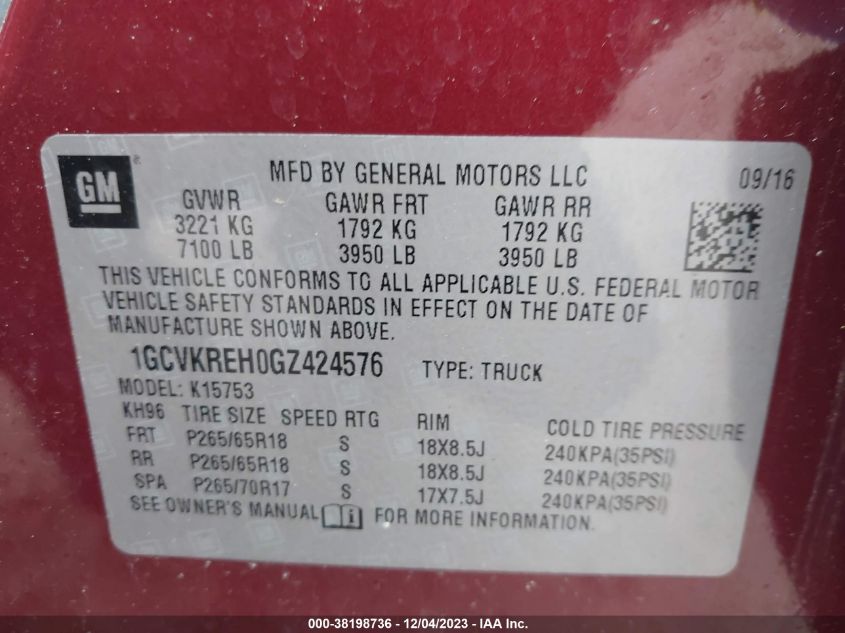 GM ®
MFD BY GENERAL MOTORS LLC 09/16
GVWR GAWR FRT GAWR RR
3221 KG 1792 KG 1792 KG
7100 LB 3950 LB 3950 LB
THIS VEHICLE CONFORMS TO ALL APPLICABLE U.S. FEDERAL MOTOR
VEHICLE SAFETY STANDARDS IN EFFECT ON THE DATE OF
MANUFACTURE SHOWN ABOVE.
1GCVKREH0GZ424576 TYPE: TRUCK
MODEL: K15753
KH96 TIRE SIZE SPEED RTG RIM COLD TIRE PRESSURE
FRT P265/65R18 S 18X8.5J 240KPA(35PSI)
RR P265/65R18 S 18X8.5J 240KPA(35PSI)
SPA P265/70R17 S 17X7.5J 240KPA(35PSI)
SEE OWNER'S MANUAL i FOR MORE INFORMATION.
000-38198736 - 12/04/2023 - IAA Inc.